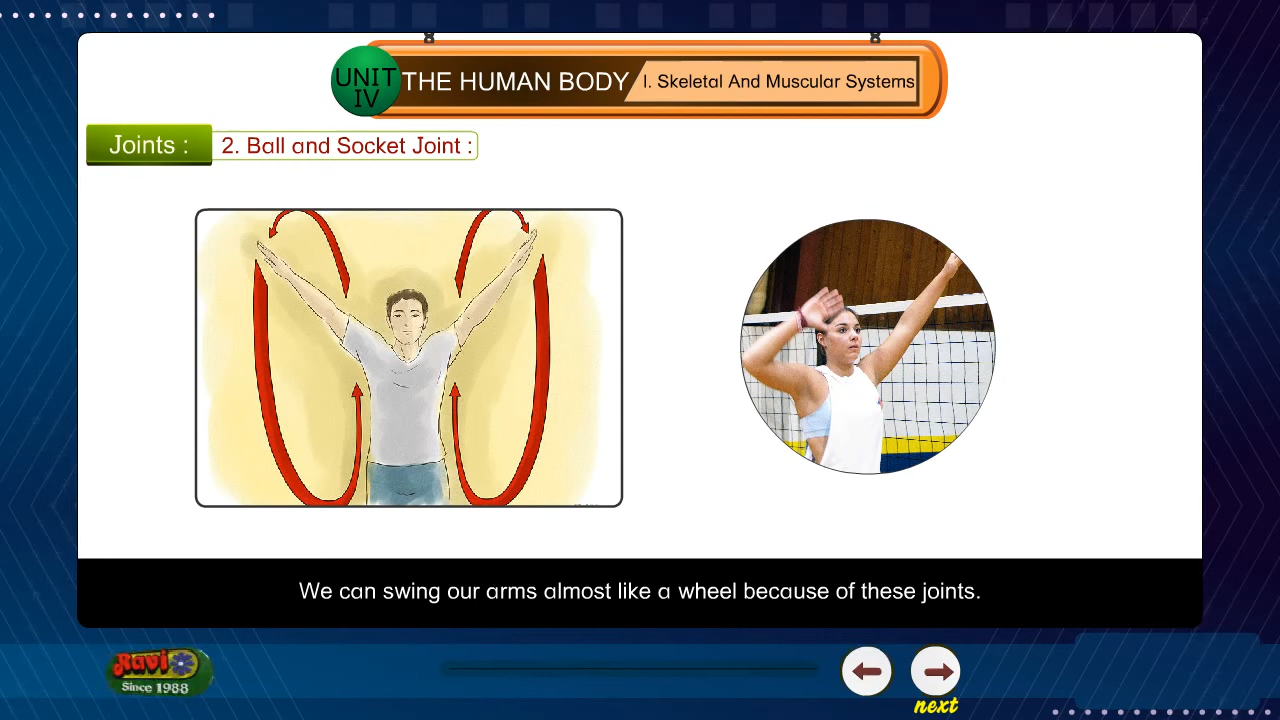 UNIT
IV
THE HUMAN BODY
I. Skeletal And Muscular Systems
Joints :
2. Ball and Socket Joint :
We can swing our arms almost like a wheel because of these joints.
Ravi
Since 1988
next